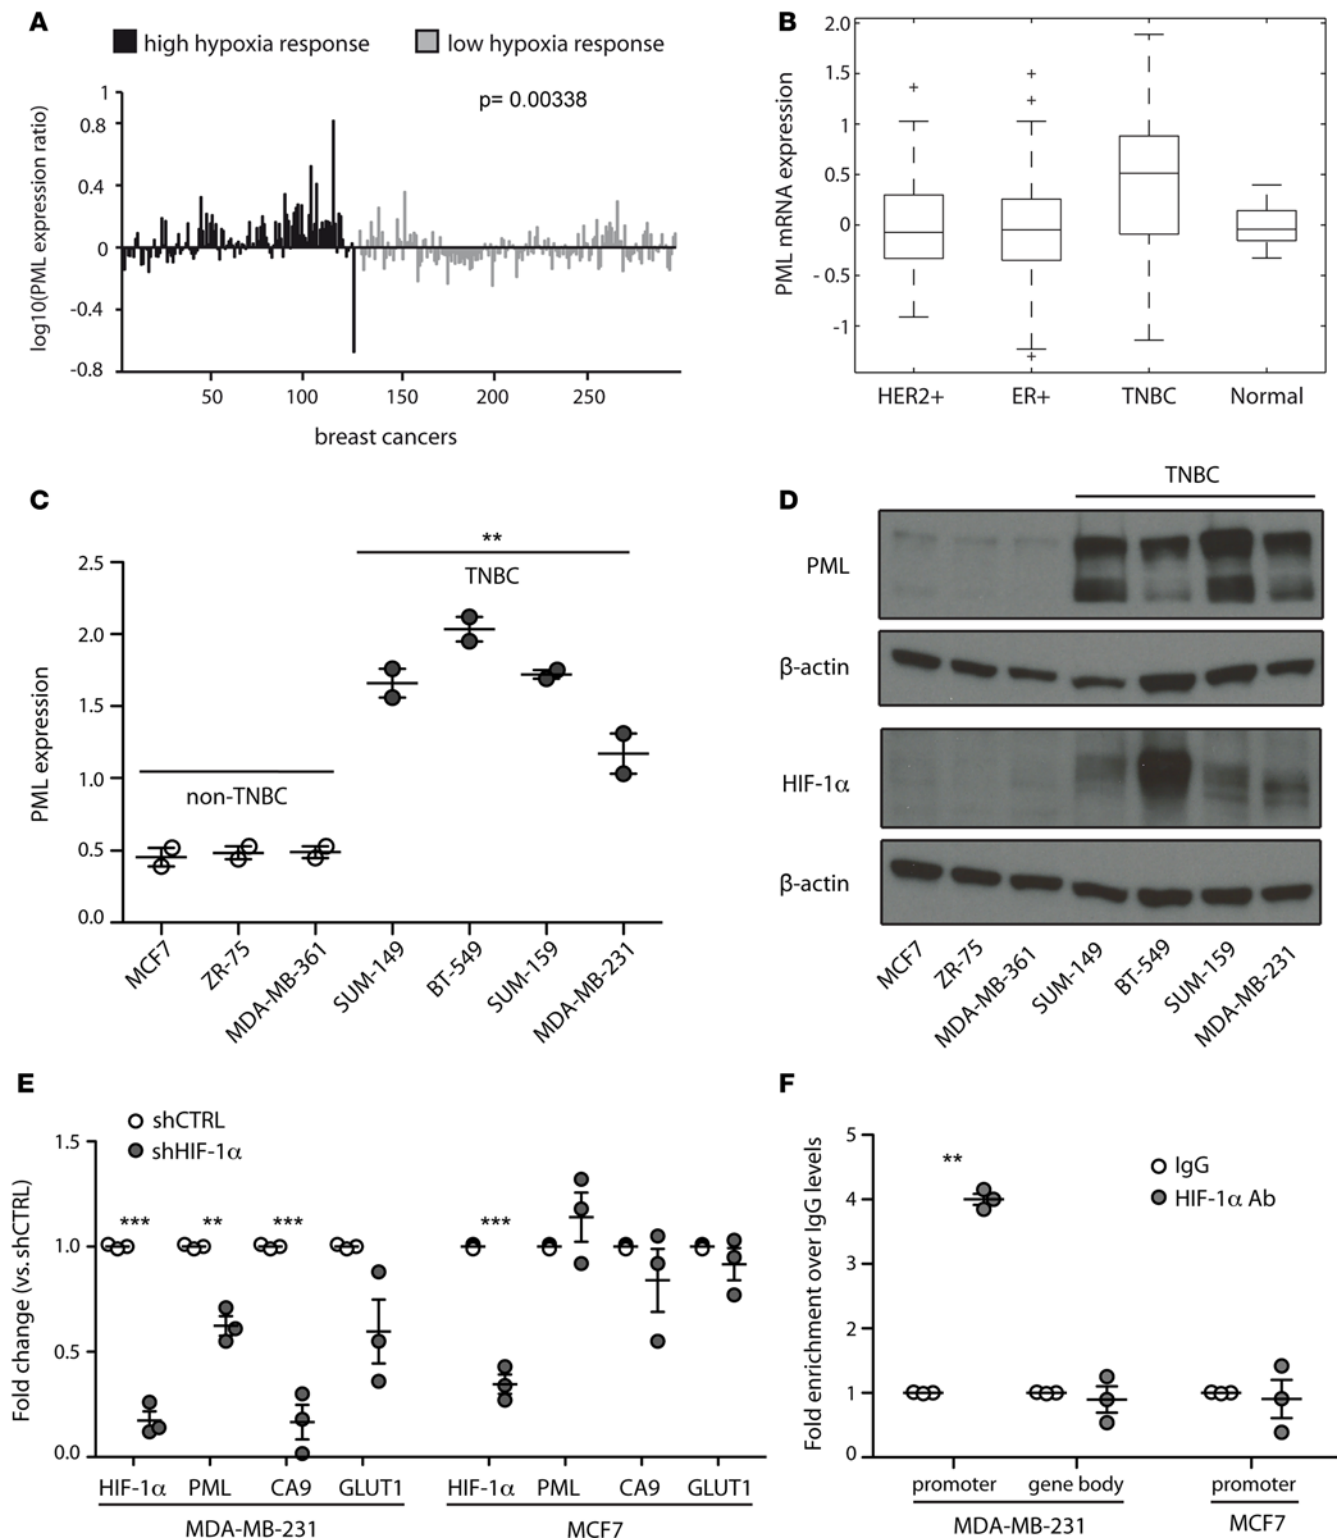 A
high hypoxia response
low hypoxia response
p= 0.00338
log10(PML expression ratio)
1
0.8
0.4
0
-0.4
-0.8
50
100
150
200
250
breast cancers
B
PML mRNA expression
2.0
1.5
1
0.5
0
- 0.5
-1
HER2+
ER+
TNBC
Normal
C
PML expression
2.5
2.0
1.5
1.0
0.5
0.0
**
TNBC
non-TNBC
MCF7
ZR-75
MDA-MB-361
SUM-149
BT-549
SUM-159
MDA-MB-231
D
TNBC
PML
β-actin
HIF-1α
β-actin
MCF7
ZR-75
MDA-MB-361
SUM-149
BT-549
SUM-159
MDA-MB-231
E
shCTRL
shHIF-1α
Fold change (vs. shCTRL)
1.5
1.0
0.5
0.0
*** ** *** ***
HIF-1α PML CA9 GLUT1 HIF-1α PML CA9 GLUT1
MDA-MB-231 MCF7
F
Fold enrichment over IgG levels
5
4
3
2
1
0
**
IgG
HIF-1α Ab
promoter gene body promoter
MDA-MB-231 MCF7